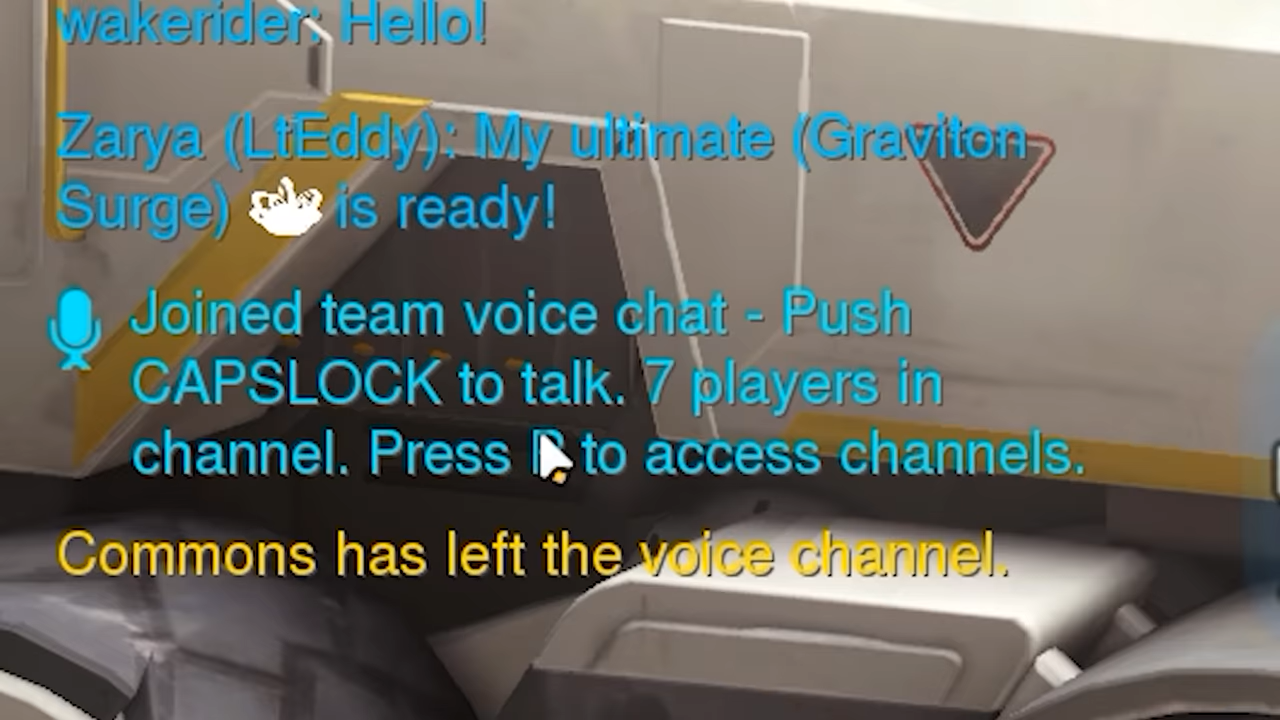 wakerider: Hello!
Zarya (LtEddy): My ultimate (Graviton
Surge) is ready!
Joined team voice chat - Push
CAPSLOCK to talk. 7 players in
channel. Press to access channels.
Commons has left the voice channel.